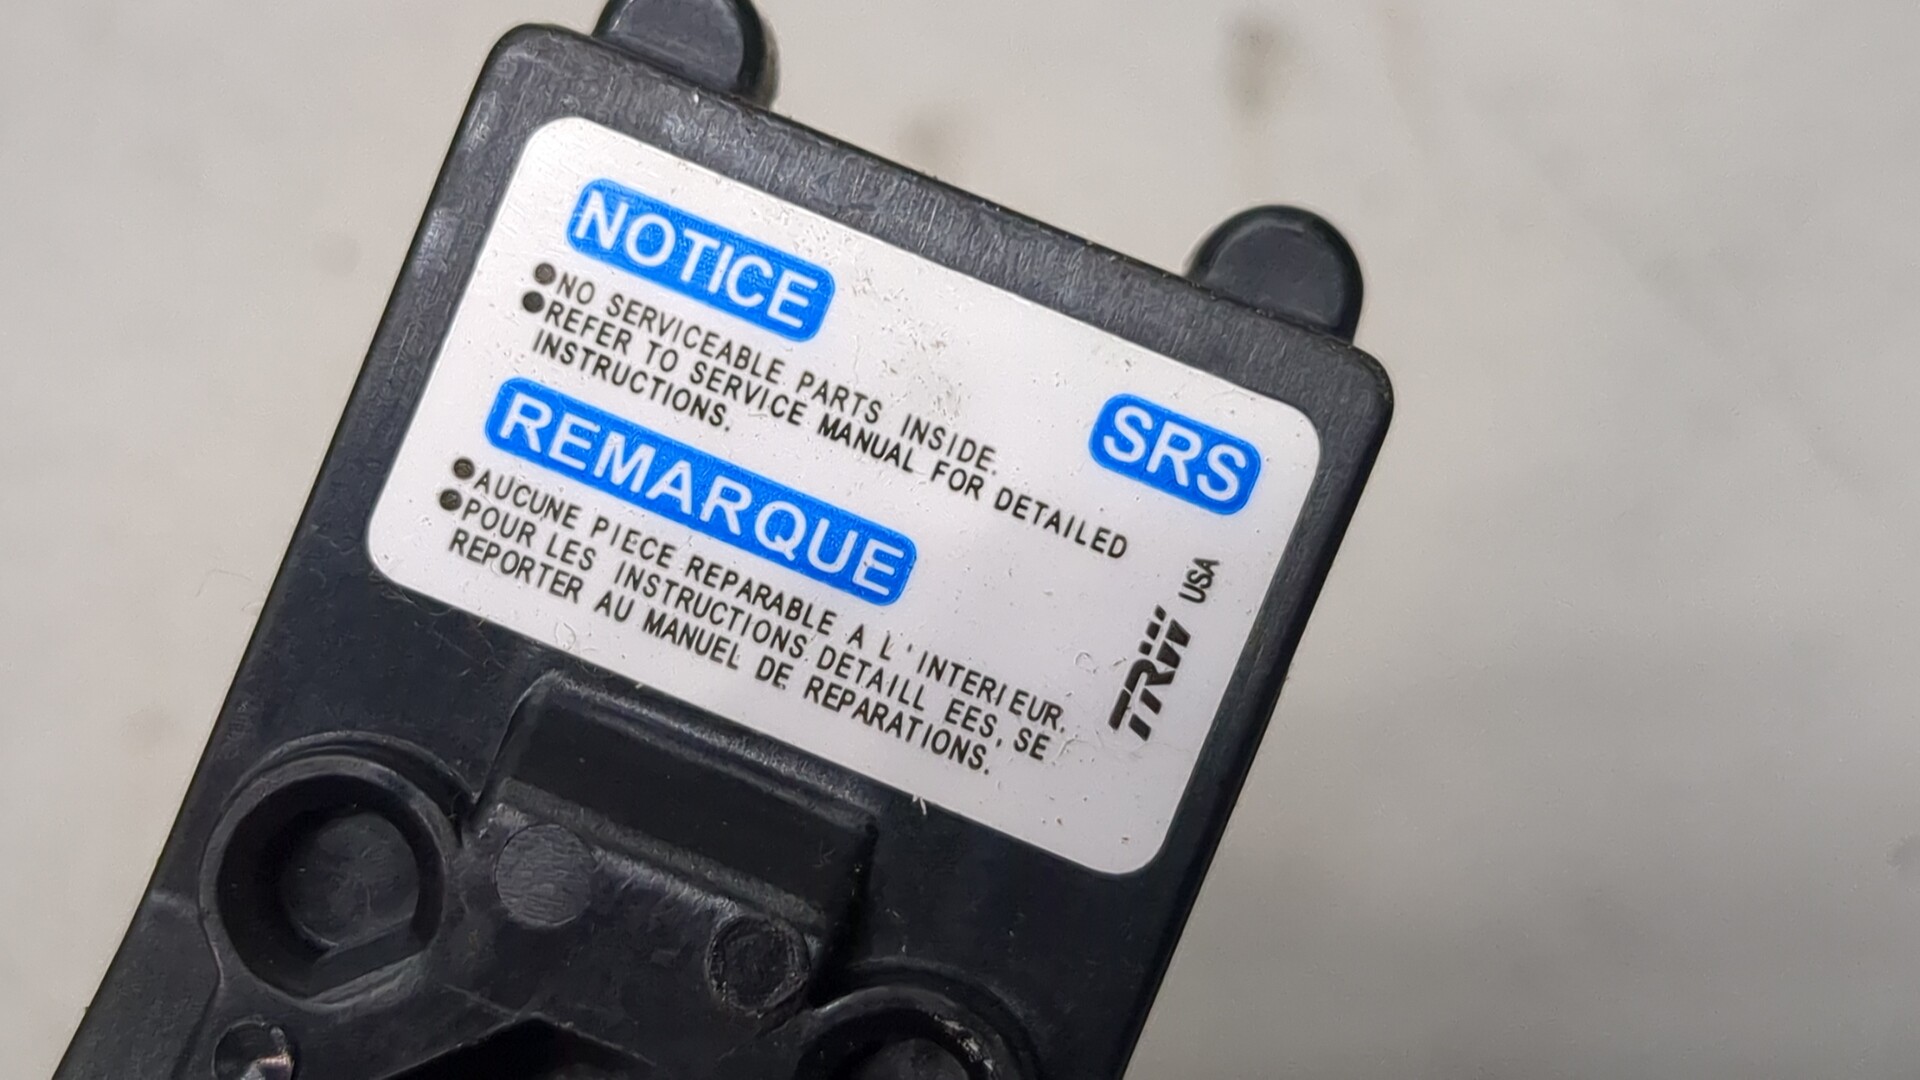 NOTICE
●NO SERVICEABLE PARTS INSIDE.
●REFER TO SERVICE MANUAL FOR DETAILED
INSTRUCTIONS.
SRS
REMARQUE
●AUCUNE PIECE REPARABLE A L'INTERIEUR.
●POUR LES INSTRUCTIONS DETAILL EES, SE
REPORTER AU MANUEL DE REPARATIONS.
TRW USA